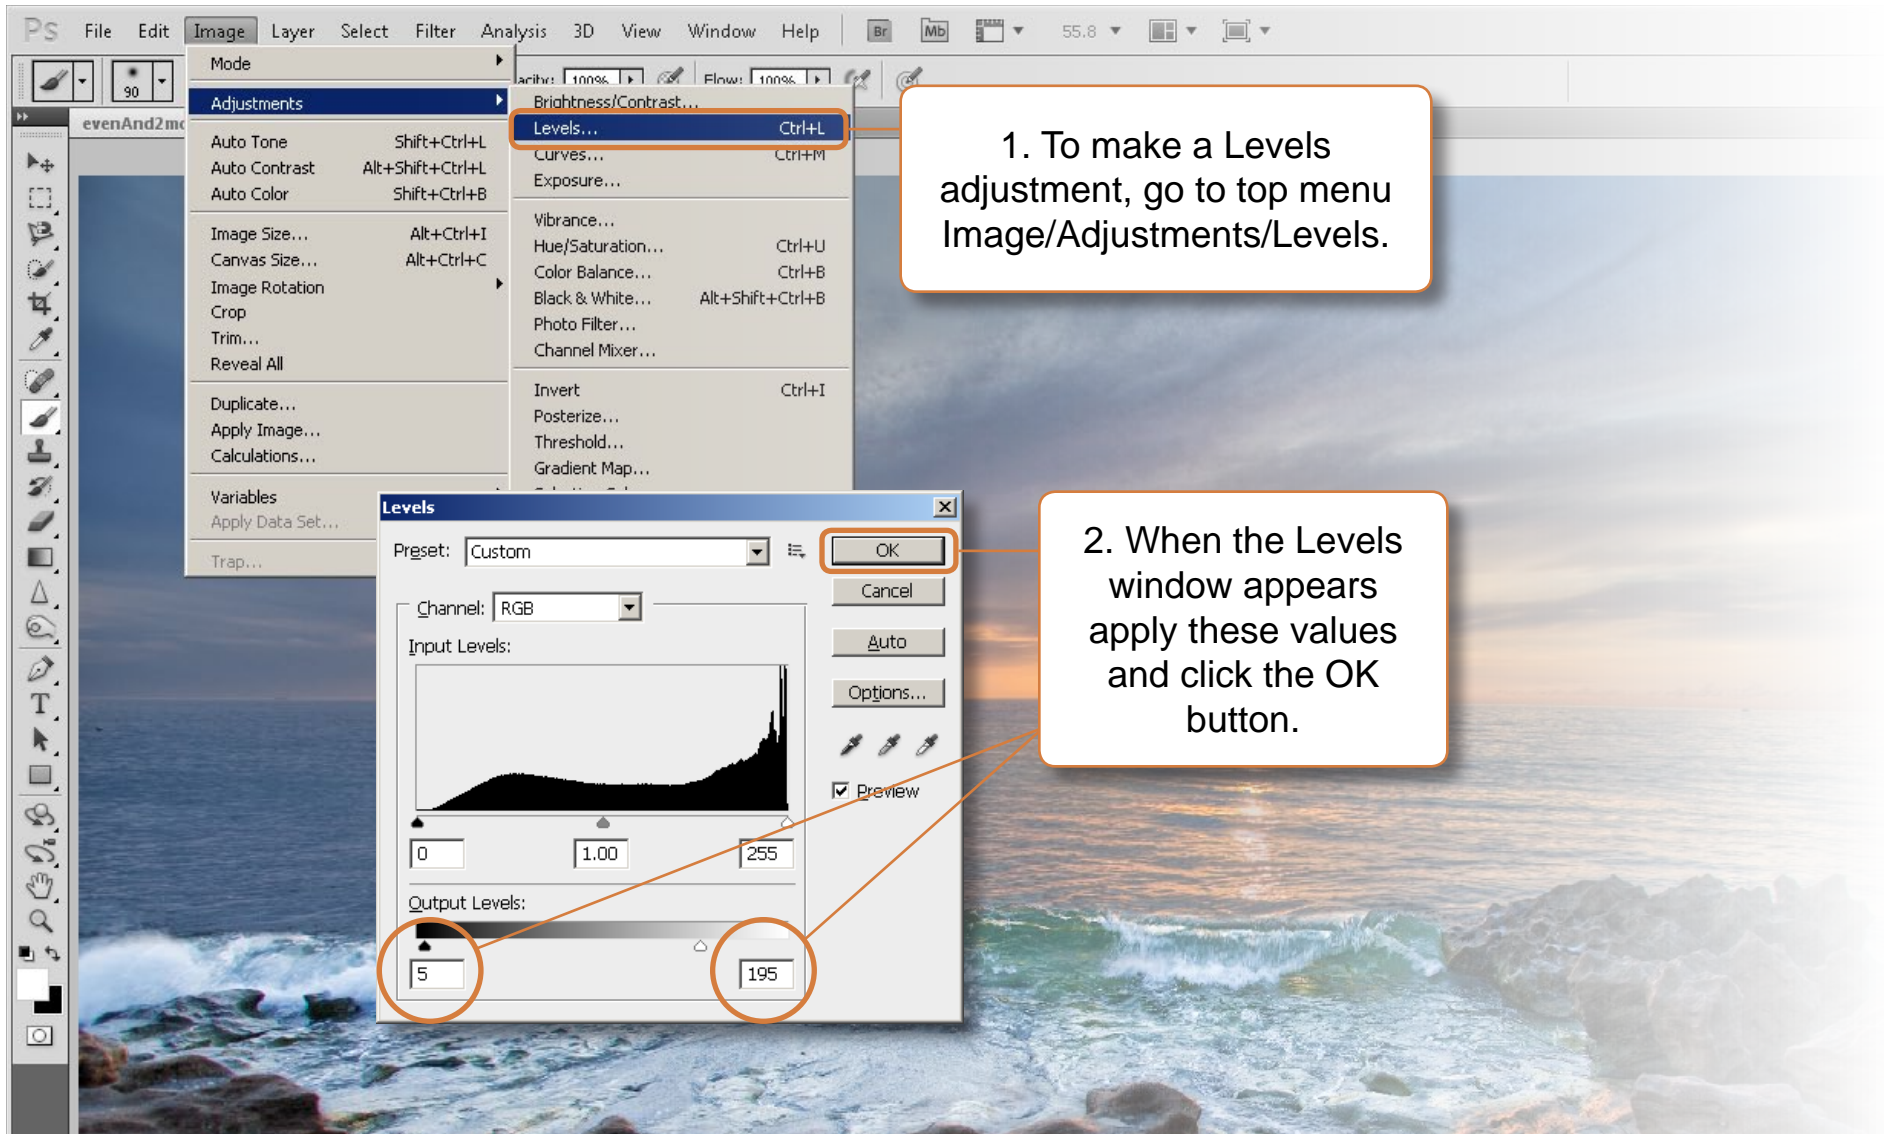 Ps File Edit Image Layer Select Filter Analysis 3D View Window Help Br Mb 55.8
90 100% Flow: 100%
Mode
Adjustments
Auto Tone Shift+Ctrl+L
Auto Contrast Alt+Shift+Ctrl+L
Auto Color Shift+Ctrl+B
Image Size... Alt+Ctrl+I
Canvas Size... Alt+Ctrl+C
Image Rotation
Crop
Trim...
Reveal All
Duplicate...
Apply Image...
Calculations...
Variables
Apply Data Set...
Trap...
Brightness/Contrast...
Levels... Ctrl+L
Curves... Ctrl+M
Exposure...
Vibrance...
Hue/Saturation... Ctrl+U
Color Balance... Ctrl+B
Black & White... Alt+Shift+Ctrl+B
Photo Filter...
Channel Mixer...
Invert Ctrl+I
Posterize...
Threshold...
Gradient Map...
1. To make a Levels
adjustment, go to top menu
Image/Adjustments/Levels.
Levels
Preset: Custom
OK
Cancel
Auto
Options...
Preview
Channel: RGB
Input Levels:
0 1.00 255
Output Levels:
5 195
2. When the Levels
window appears
apply these values
and click the OK
button.
T